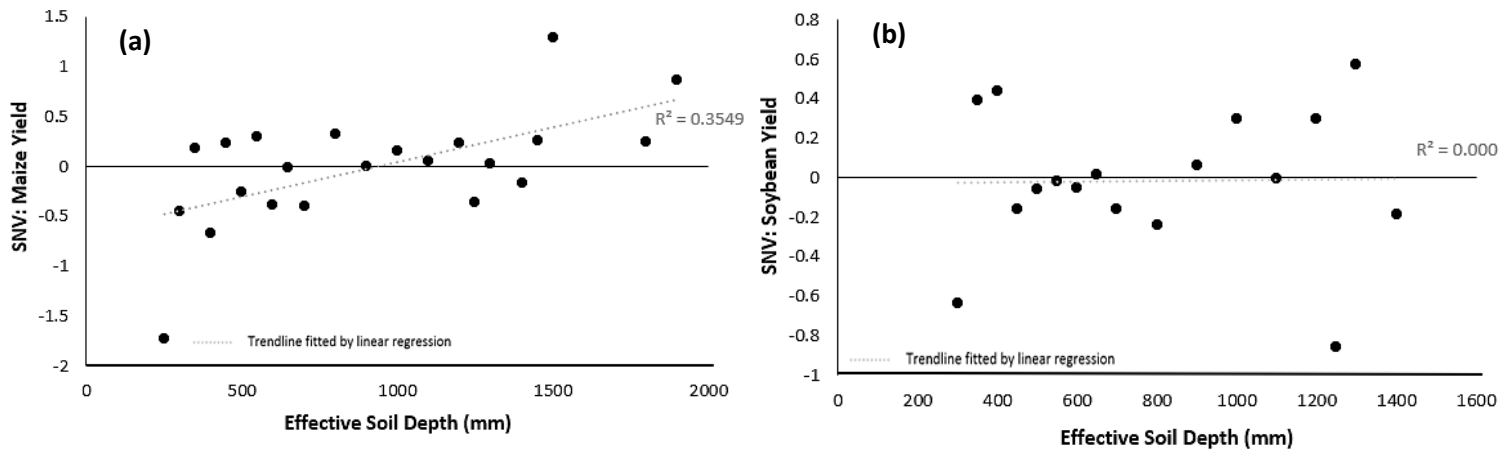 (a)
SNV: Maize Yield
1.5
1
0.5
0
-0.5
-1
-1.5
-2
R² = 0.3549
Trendline fitted by linear regression
0 500 1000 1500 2000
Effective Soil Depth (mm)
(b)
SNV: Soybean Yield
0.8
0.6
0.4
0.2
0
-0.2
-0.4
-0.6
-0.8
-1
R² = 0.000
Trendline fitted by linear regression
0 200 400 600 800 1000 1200 1400 1600
Effective Soil Depth (mm)